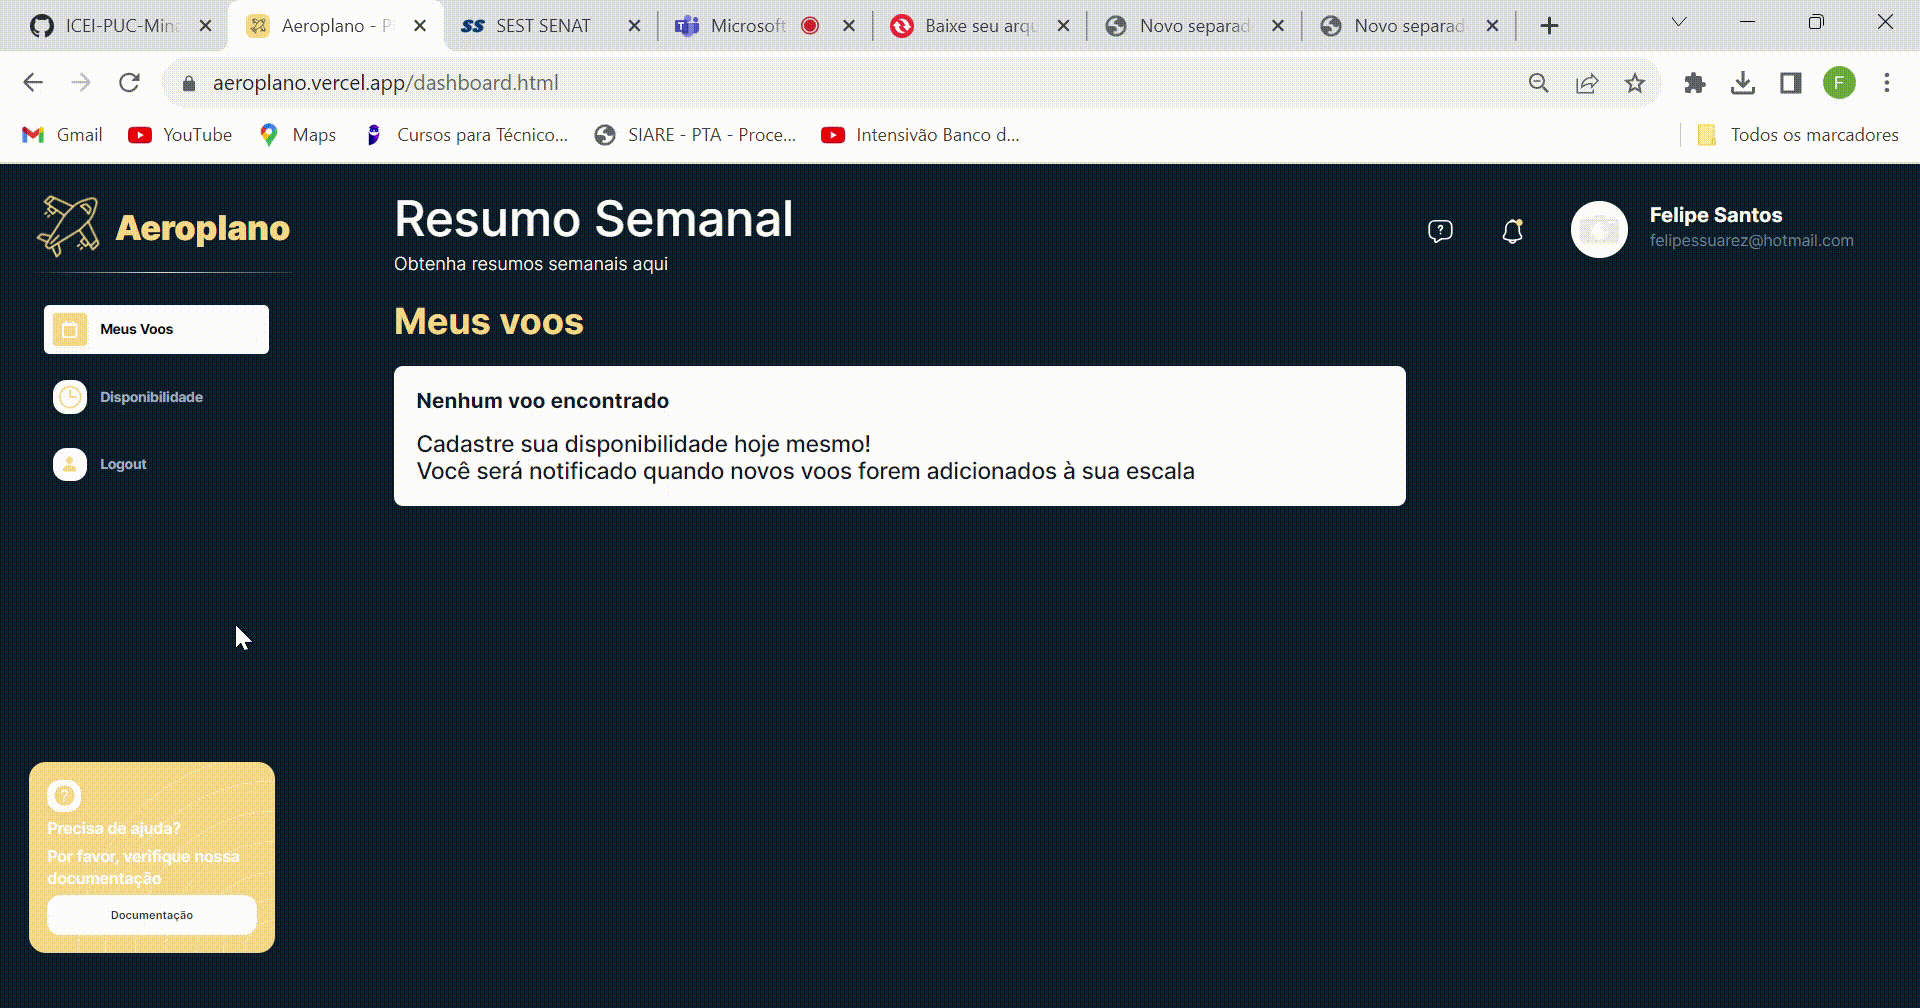 ICEI-PUC-Min
Aeroplano - P
SEST SENAT
Microsoft
Baixe seu arqu
Novo separad
Novo separad
aeroplano.vercel.app/dashboard.html
F
Gmail
YouTube
Maps
Cursos para Técnico...
SIARE - PTA - Proce...
Intensivão Banco d...
Todos os marcadores
Aeroplano
Meus Voos
Disponibilidade
Logout
Resumo Semanal
Obtenha resumos semanais aqui
Felipe Santos
felipessuarez@hotmail.com
Meus voos
Nenhum voo encontrado
Cadastre sua disponibilidade hoje mesmo!
Você será notificado quando novos voos forem adicionados à sua escala
Precisa de ajuda?
Por favor, verifique nossa
documentação
Documentação